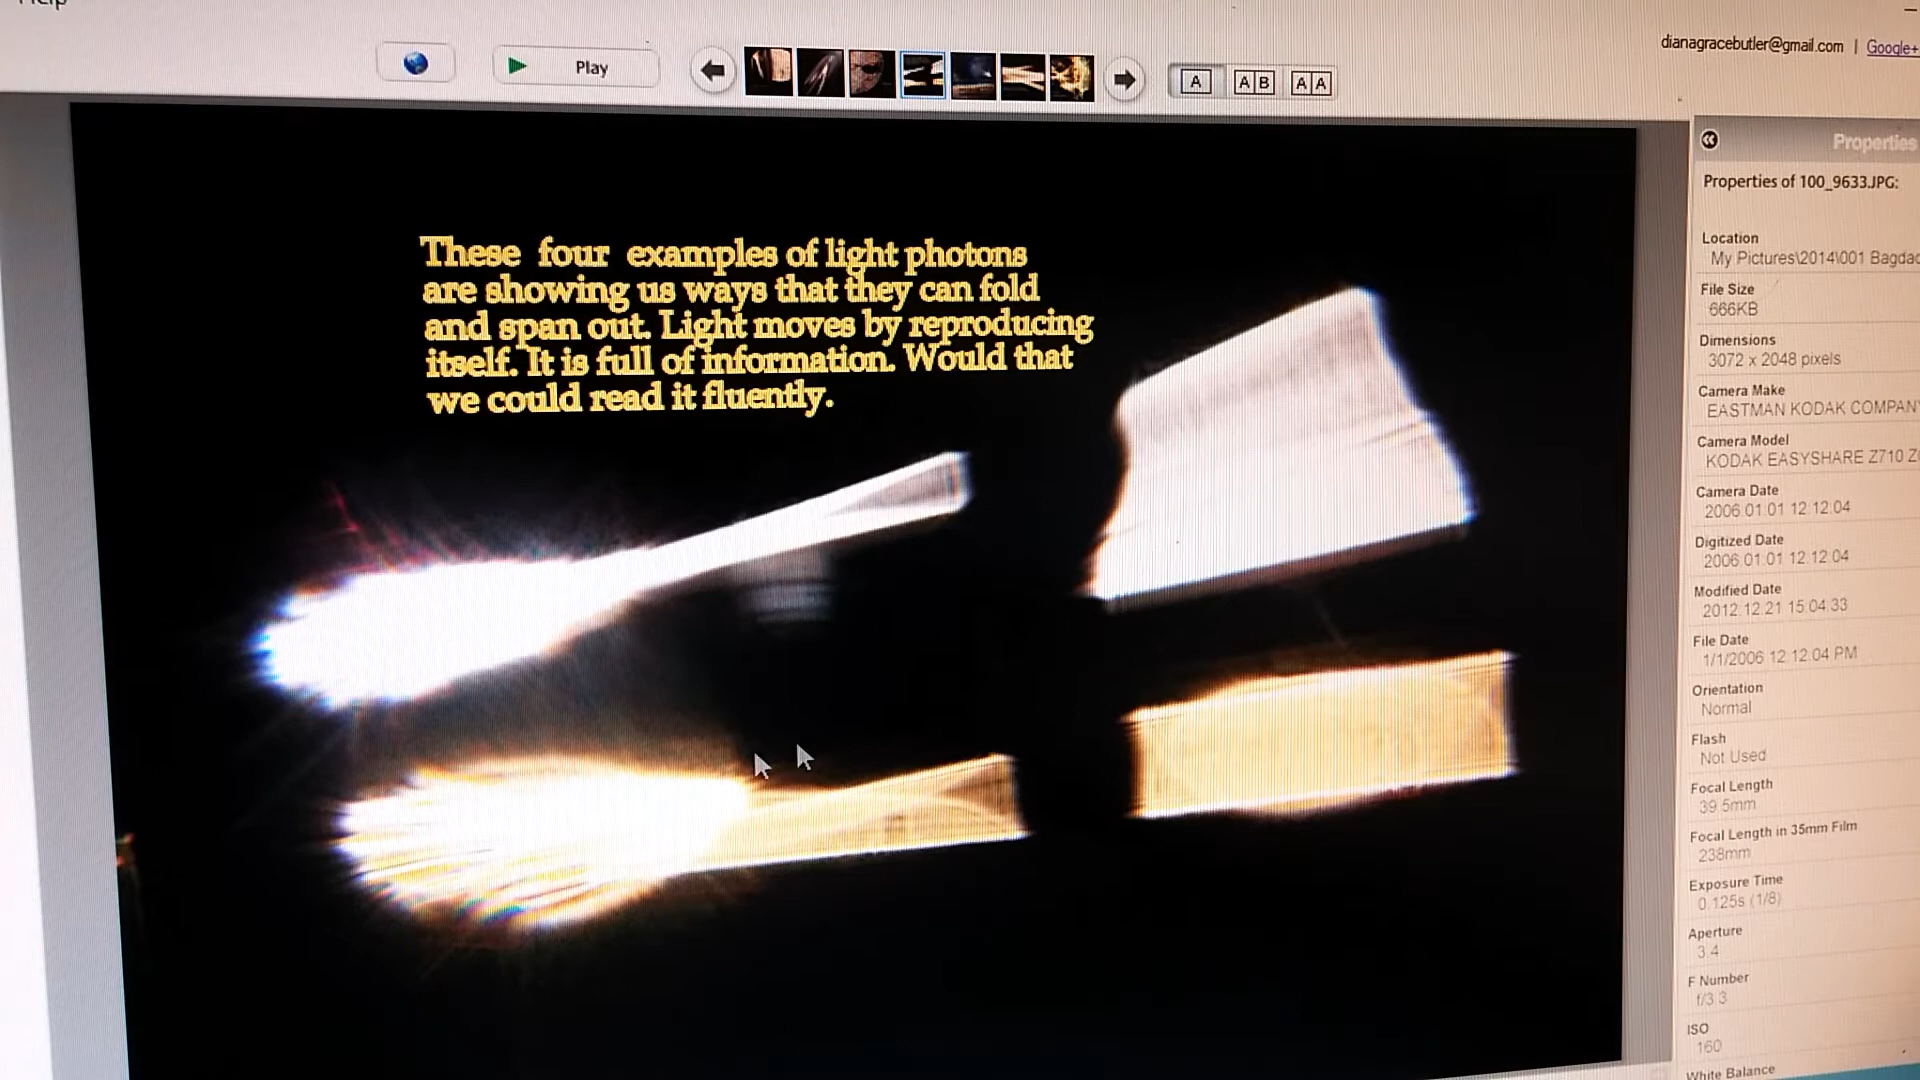 Play
A
A B
A A
dianagracebutler@gmail.com | Google+
These four examples of light photons
are showing us ways that they can fold
and span out. Light moves by reproducing
itself. It is full of information. Would that
we could read it fluently.
Properties
Properties of 100_9633.JPG:
Location
My Pictures\2014\001
File Size
666KB
Dimensions
3072 x 2048 pixels
Camera Make
EASTMAN KODAK
Camera Model
KODAK EASYSHARE Z710
Camera Date
2006:01:01 12:12:04
Digitized Date
2006:01:01 12:12:04
Modified Date
2012:12:21 15:04:33
File Date
1/1/2006 12:12:04 PM
Orientation
Normal
Flash
Not Used
Focal Length
39.5mm
Focal Length in 35mm Film
238mm
Exposure Time
0.125s (1/8)
Aperture
3.4
F Number
f/3.3
ISO
160
White Balance